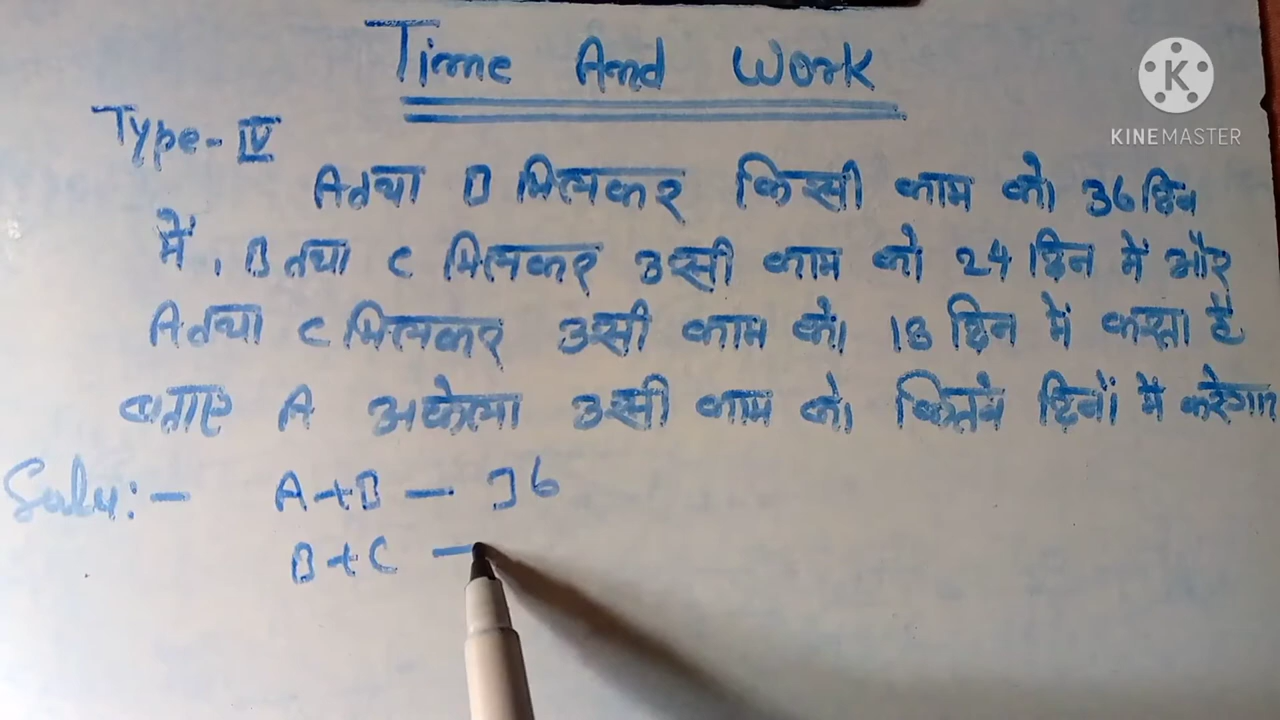 Time And Work
KINEMASTER
Type-IV
A तथा B मिलकर किसी काम को 36 दिन
में, B तथा C मिलकर उसी काम को 24 दिन में और
A तथा C मिलकर उसी काम को 18 दिन में करता है
बताए A अकेला उसी काम को कितने दिनों में करेगा
Solu:-
A+B — 36
B+C —